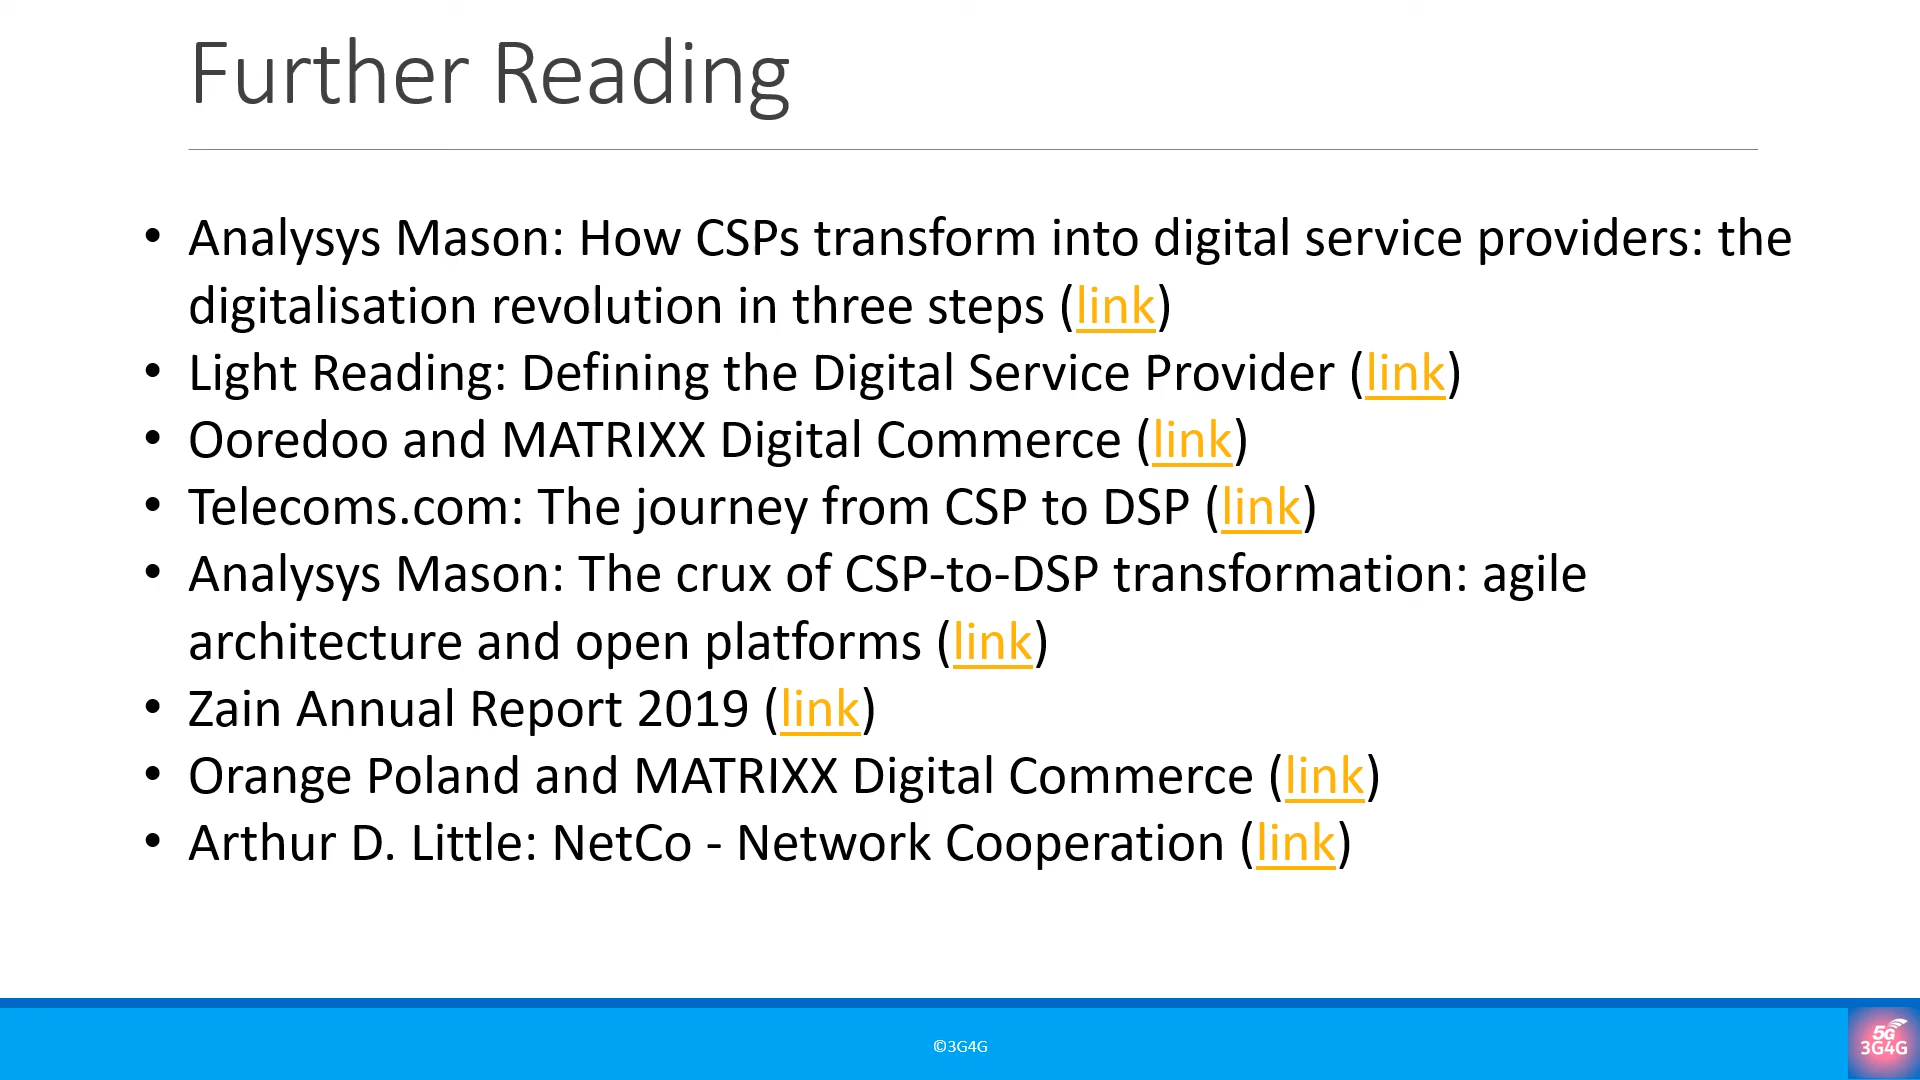 Further Reading
• Analysys Mason: How CSPs transform into digital service providers: the
digitalisation revolution in three steps (link)
• Light Reading: Defining the Digital Service Provider (link)
• Ooredoo and MATRIXX Digital Commerce (link)
• Telecoms.com: The journey from CSP to DSP (link)
• Analysys Mason: The crux of CSP-to-DSP transformation: agile
architecture and open platforms (link)
• Zain Annual Report 2019 (link)
• Orange Poland and MATRIXX Digital Commerce (link)
• Arthur D. Little: NetCo - Network Cooperation (link)
©3G4G
5G
3G4G